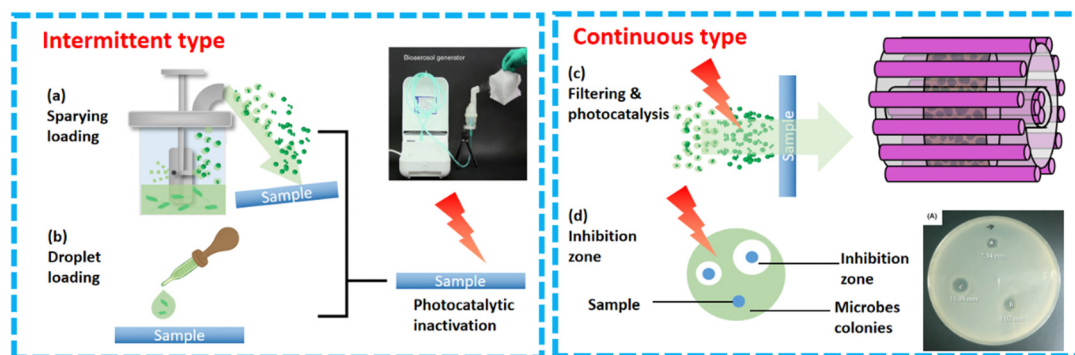 Intermittent type
(a)
Sparying
loading
Sample
(b)
Droplet
loading
Sample
Bioaerosol generator
Sample
Photocatalytic
inactivation
Continuous type
(c)
Filtering &
photocatalysis
Sample
(d)
Inhibition
zone
Sample
Inhibition
zone
Microbes
colonies
(A)